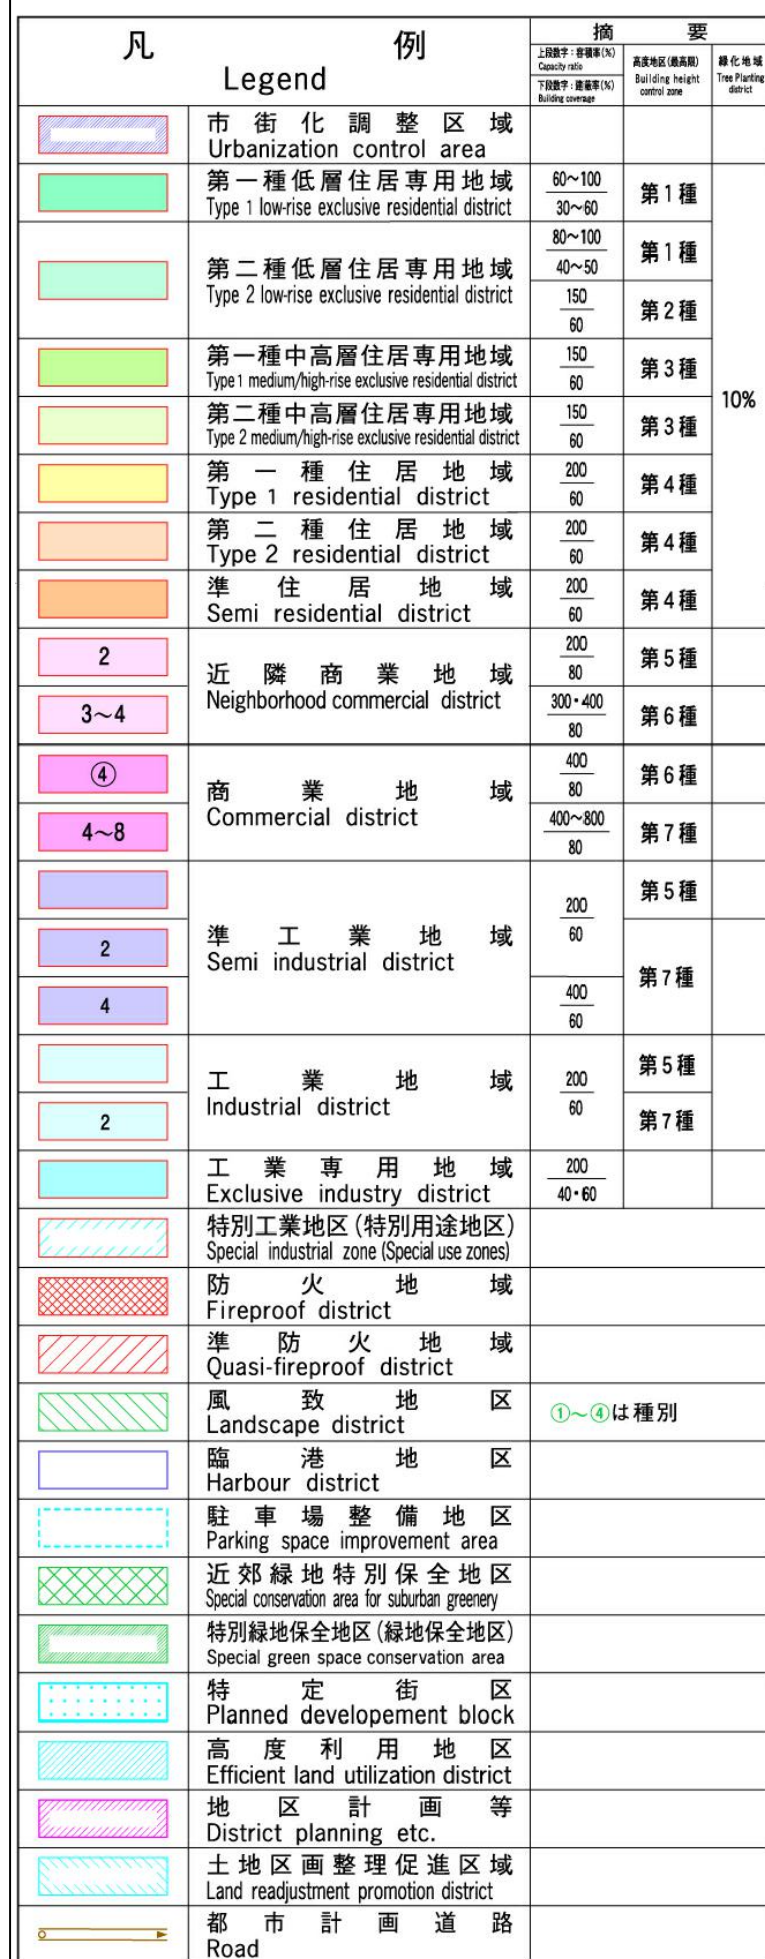 凡例
Legend
摘要
上段数字：容積率(%)
Capacity ratio
下段数字：建蔽率(%)
Building coverage
高度地区(最高限)
Building height
control zone
緑化地域
Tree Planting
district
市街化調整区域
Urbanization control area
第一種低層住居専用地域
Type 1 low-rise exclusive residential district
60～100
30～60
第1種
第二種低層住居専用地域
Type 2 low-rise exclusive residential district
80～100
40～50
第1種
150
60
第2種
第一種中高層住居専用地域
Type 1 medium/high-rise exclusive residential district
150
60
第3種
10%
第二種中高層住居専用地域
Type 2 medium/high-rise exclusive residential district
150
60
第3種
第一種住居地域
Type 1 residential district
200
60
第4種
第二種住居地域
Type 2 residential district
200
60
第4種
準住居地域
Semi residential district
200
60
第4種
2
近隣商業地域
Neighborhood commercial district
200
80
第5種
3～4
300・400
80
第6種
④
商業地域
Commercial district
400
80
第6種
4～8
400～800
80
第7種
準工業地域
Semi industrial district
200
60
第5種
2
第7種
4
400
60
工業地域
Industrial district
200
60
第5種
2
第7種
工業専用地域
Exclusive industry district
200
40・60
特別工業地区(特別用途地区)
Special industrial zone (Special use zones)
防火地域
Fireproof district
準防火地域
Quasi-fireproof district
風致地区
Landscape district
①～④は種別
臨港地区
Harbour district
駐車場整備地区
Parking space improvement area
近郊緑地特別保全地区
Special conservation area for suburban greenery
特別緑地保全地区(緑地保全地区)
Special green space conservation area
特定街区
Planned developement block
高度利用地区
Efficient land utilization district
地区計画等
District planning etc.
土地区画整理促進区域
Land readjustment promotion district
都市計画道路
Road